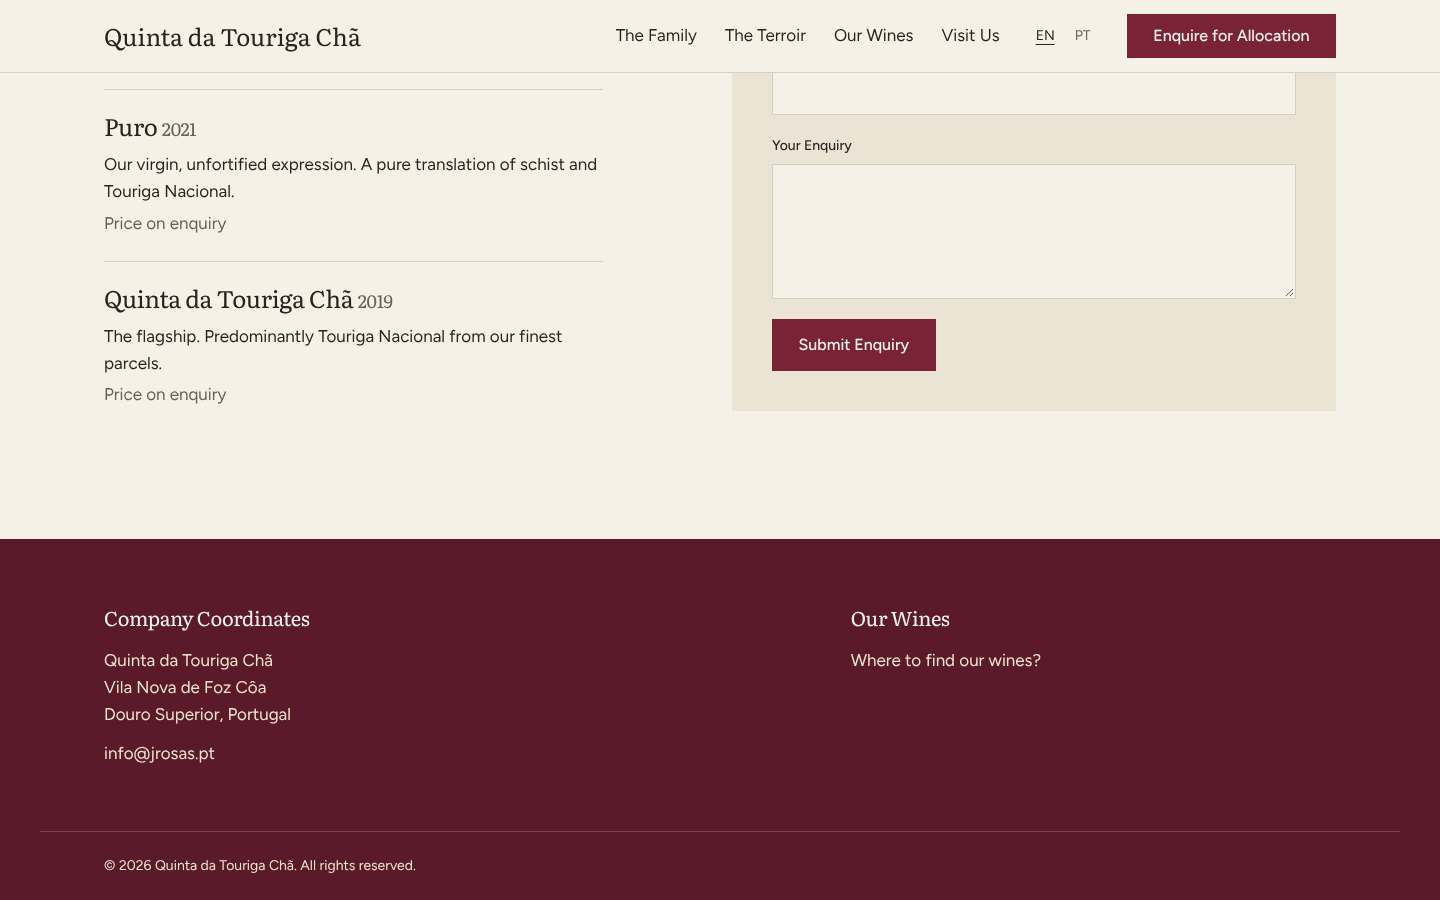 Quinta da Touriga Chã
The Family
The Terroir
Our Wines
Visit Us
EN
PT
Enquire for Allocation
Puro 2021
Our virgin, unfortified expression. A pure translation of schist and
Touriga Nacional.
Price on enquiry
Quinta da Touriga Chã 2019
The flagship. Predominantly Touriga Nacional from our finest
parcels.
Price on enquiry
Your Enquiry
Submit Enquiry
Company Coordinates
Quinta da Touriga Chã
Vila Nova de Foz Côa
Douro Superior, Portugal
info@jrosas.pt
Our Wines
Where to find our wines?
© 2026 Quinta da Touriga Chã. All rights reserved.